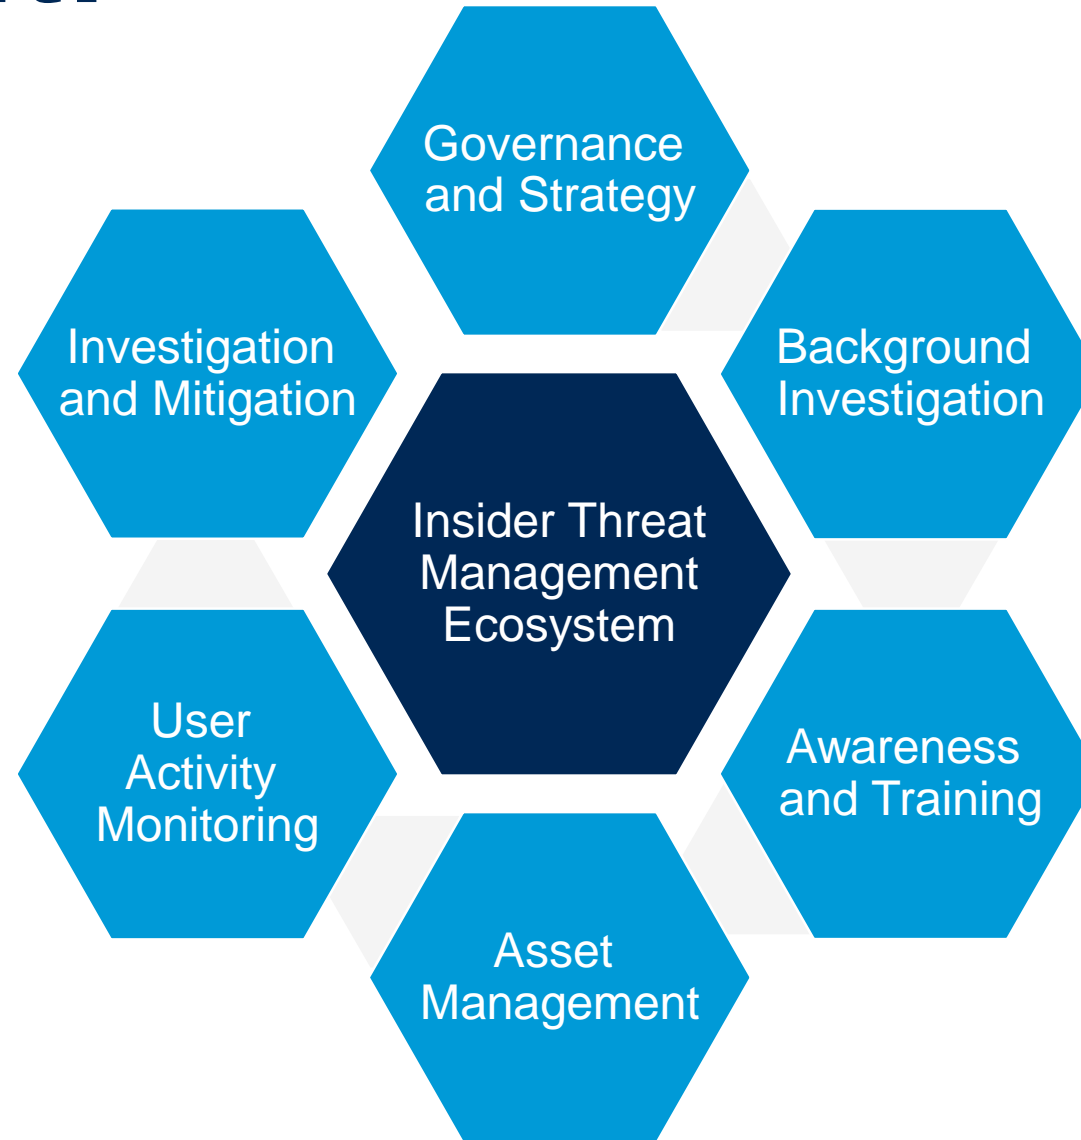 Governance
and Strategy
Background
Investigation
Awareness
and Training
Asset
Management
User
Activity
Monitoring
Investigation
and Mitigation
Insider Threat
Management
Ecosystem